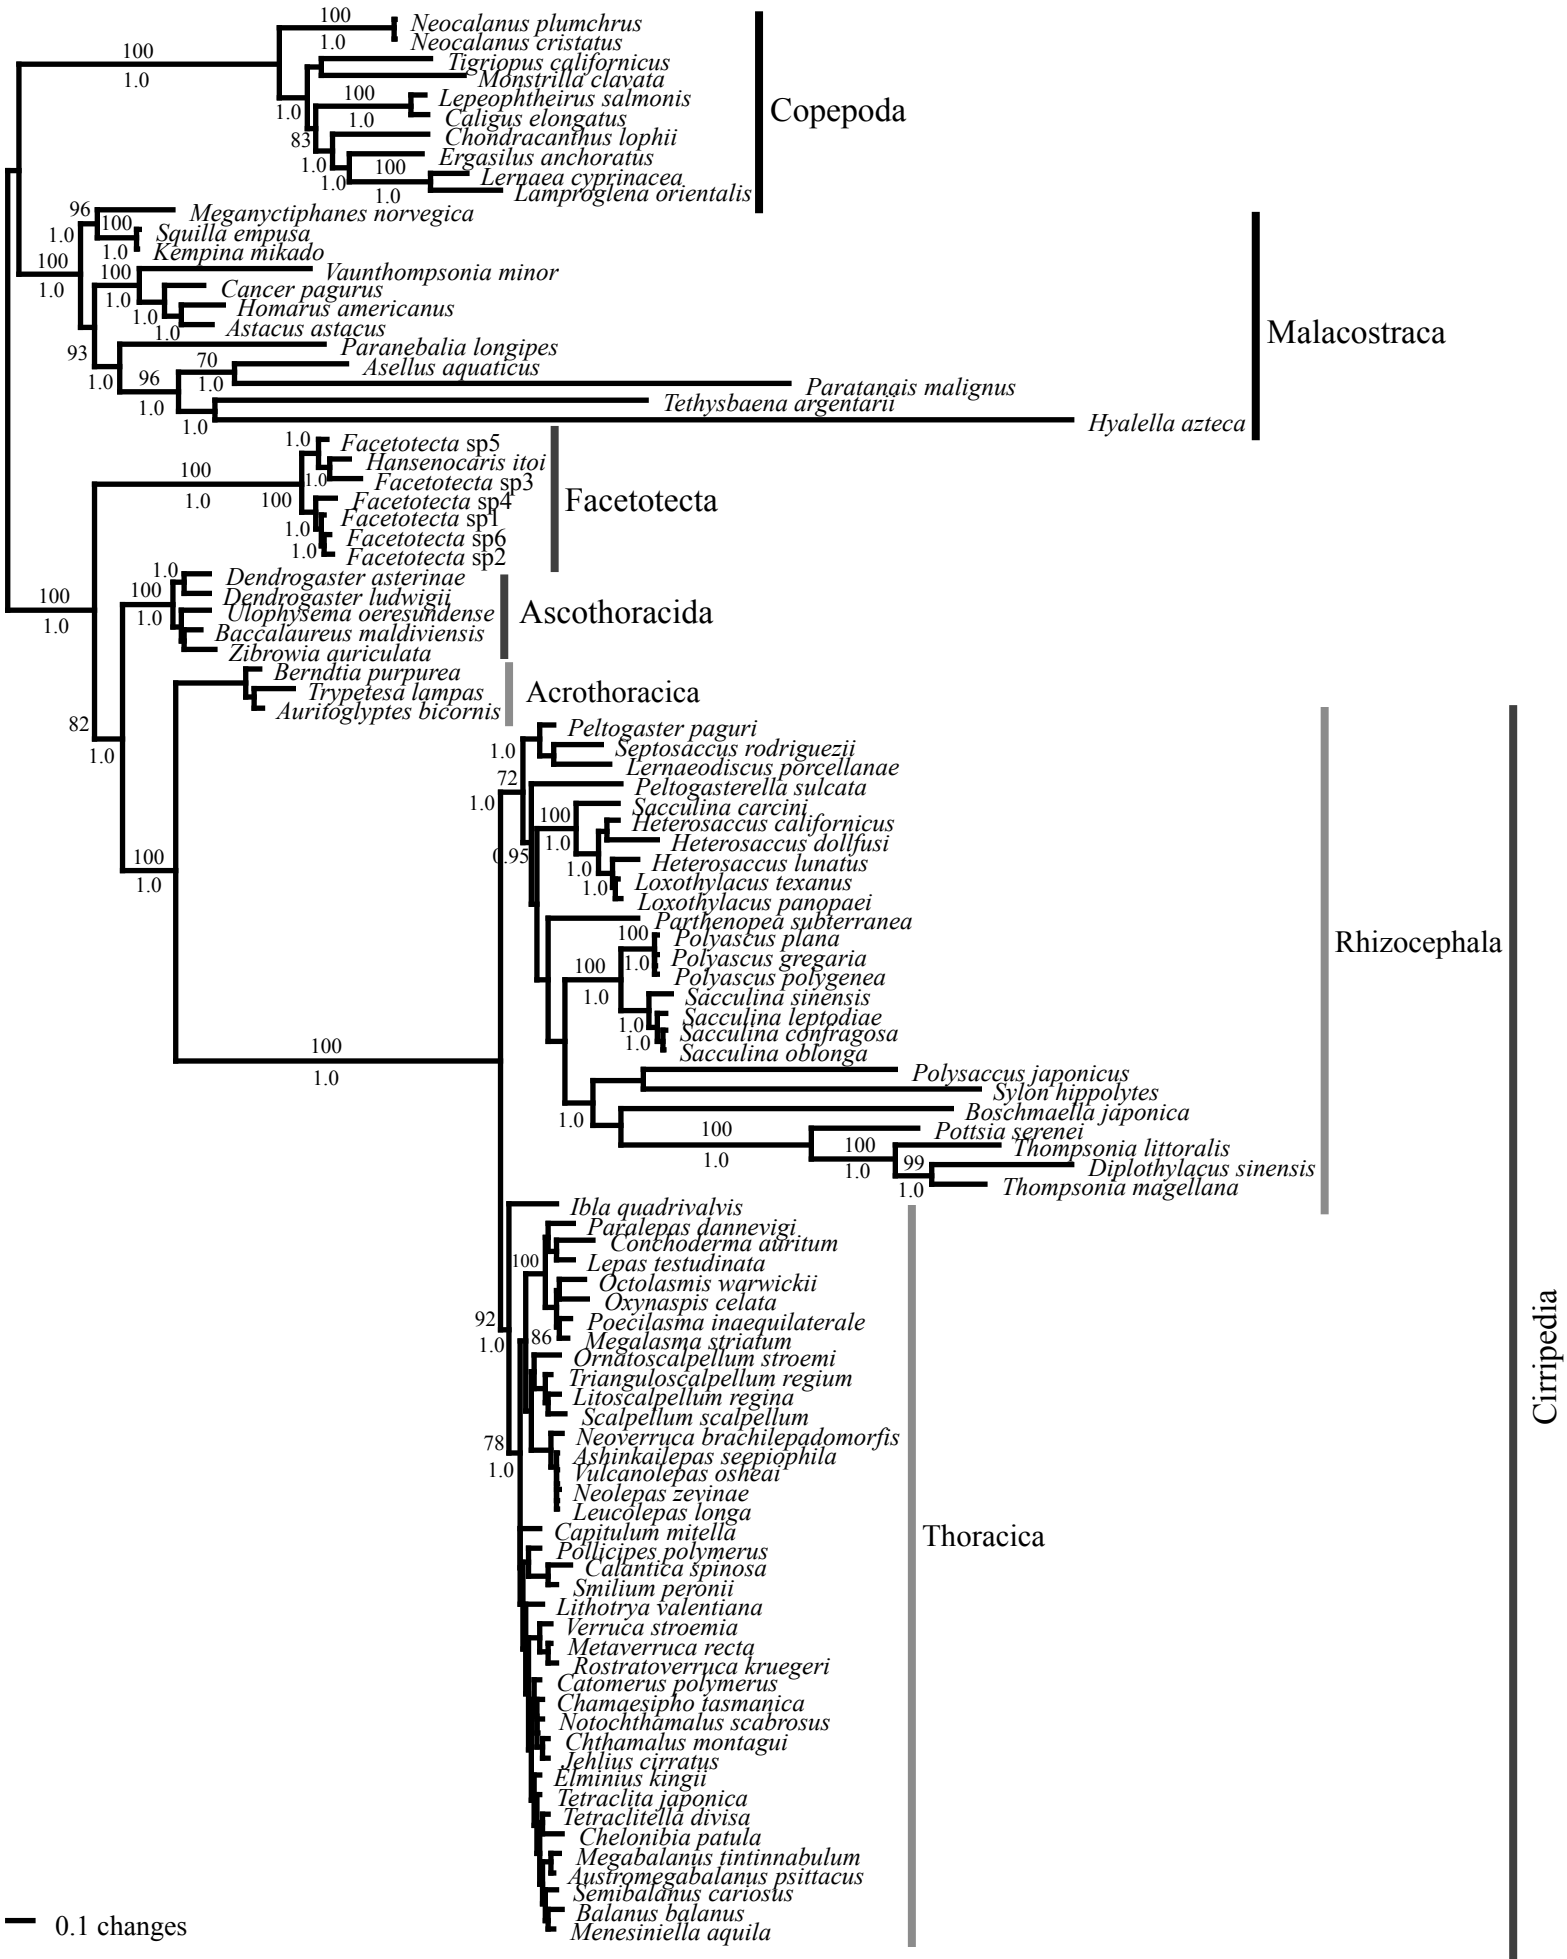 100
Neocalanus plumchrus
1.0
Neocalanus cristatus
100
1.0
Tigriopus californicus
Monstrilla clavata
100
Lepeophtheirus salmonis
1.0
1.0
Caligus elongatus
Copepoda
83
Chondracanthus lophii
1.0
Ergasilus anchoratus
100
Lernaea cyprinacea
1.0
1.0
Lamproglena orientalis
96
Meganyctiphanes norvegica
100
1.0
Squilla empusa
1.0
Kempina mikado
100
1.0
100
Vaunthompsonia minor
1.0
Cancer pagurus
1.0
Homarus americanus
1.0
Astacus astacus
Malacostraca
93
Paranebalia longipes
70
Asellus aquaticus
1.0
96
1.0
Paratanais malignus
1.0
Tethysbaena argentarii
1.0
Hyalella azteca
1.0
Facetotecta sp5
Hansenocaris itoi
100
1.0
1.0
Facetotecta sp3
100
Facetotecta sp4
Facetotecta
1.0
Facetotecta sp1
Facetotecta sp6
1.0
Facetotecta sp2
1.0
Dendrogaster asterinae
100
100
Dendrogaster ludwigii
1.0
1.0
Ulophysema oeresundense
Ascothoracida
Baccalaureus maldiviensis
Zibrowia auriculata
Berndtia purpurea
Trypetesa lampas
Acrothoracica
Auritoglyptes bicornis
82
1.0
Peltogaster paguri
1.0
Septosaccus rodriguezii
Lernaeodiscus porcellanae
72
Peltogasterella sulcata
1.0
Sacculina carcini
100
Heterosaccus californicus
1.0
Heterosaccus dollfusi
0.95
1.0
Heterosaccus lunatus
100
1.0
1.0
Loxothylacus texanus
Loxothylacus panopaei
Parthenopea subterranea
100
Polyascus plana
Rhizocephala
1.0
Polyascus gregaria
100
Polyascus polygenea
1.0
Sacculina sinensis
1.0
Sacculina leptodiae
Sacculina confragosa
1.0
Sacculina oblonga
100
1.0
Polysaccus japonicus
Sylon hippolytes
1.0
Boschmaella japonica
100
Pottsia serenei
1.0
100
Thompsonia littoralis
1.0
99
Diplothylacus sinensis
1.0
Thompsonia magellana
Ibla quadrivalvis
Paralepas dannevigi
Conchoderma auritum
100
Lepas testudinata
Octolasmis warwickii
Oxynaspis celata
92
Poecilasma inaequilaterale
1.0
86
Megalasma striatum
Ornatoscalpellum stroemi
Trianguloscalpellum regium
Litoscalpellum regina
Cirripedia
Scalpellum scalpellum
78
Neoverruca brachilepadomorfis
1.0
Ashinkailepas seepiophila
Vulcanolepas osheai
Neolepas zevinae
Leucolepas longa
Capitulum mitella
Thoracica
Pollicipes polymerus
Calantica spinosa
Smilium peronii
Lithotrya valentiana
Verruca stroemia
Metaverruca recta
Rostratoverruca kruegeri
Catomerus polymerus
Chamaesipho tasmanica
Notochthamalus scabrosus
Chthamalus montagui
Jehlius cirratus
Elminius kingii
Tetraclita japonica
Tetraclitella divisa
Chelonibia patula
Megabalanus tintinnabulum
Austromegabalanus psittacus
Semibalanus cariosus
Balanus balanus
Menesiniella aquila
0.1 changes